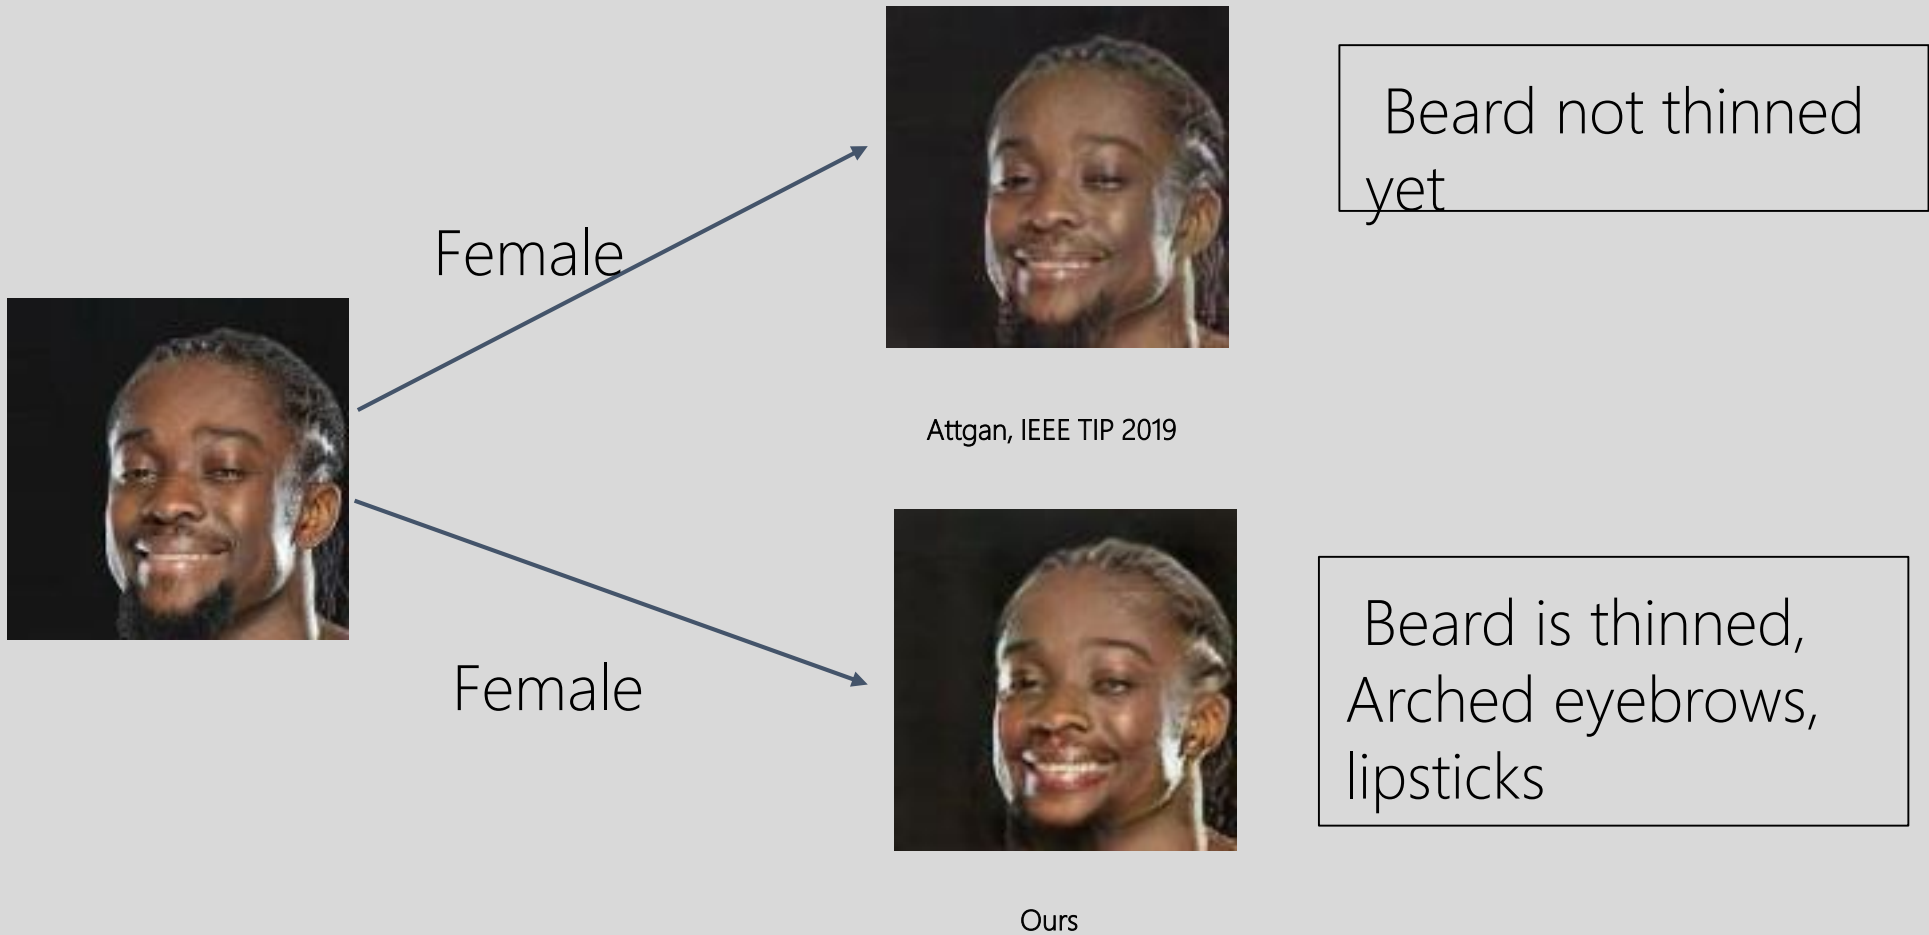 Beard not thinned
yet
Female
Attgan, IEEE TIP 2019
Female
Beard is thinned,
Arched eyebrows,
lipsticks
Ours